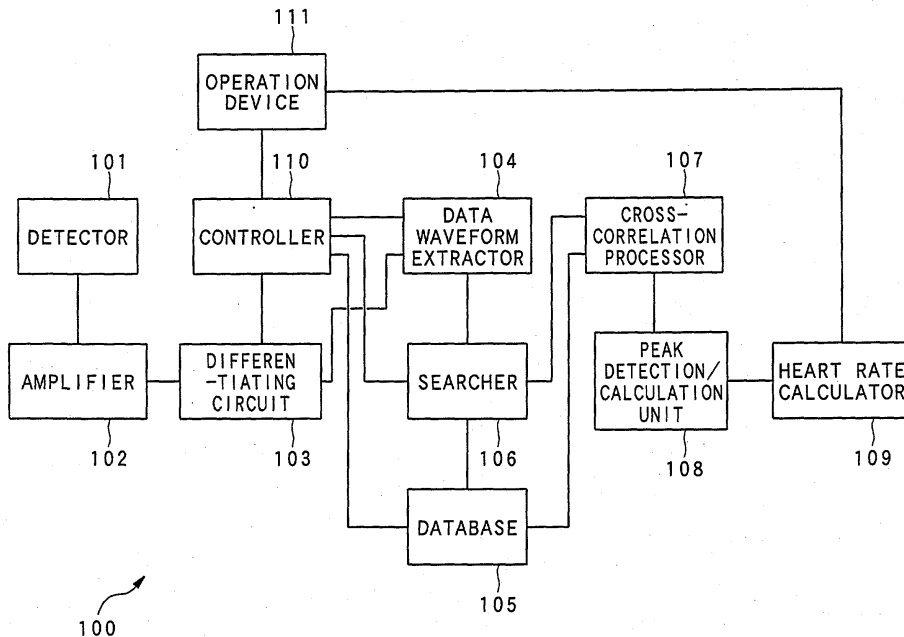 111
OPERATION
DEVICE
101
110
104
107
DETECTOR
CONTROLLER
DATA
WAVEFORM
EXTRACTOR
CROSS-
CORRELATION
PROCESSOR
AMPLIFIER
DIFFEREN
-TIATING
CIRCUIT
SEARCHER
PEAK
DETECTION/
CALCULATION
UNIT
HEART RATE
CALCULATOR
102
103
106
108
109
DATABASE
105
100